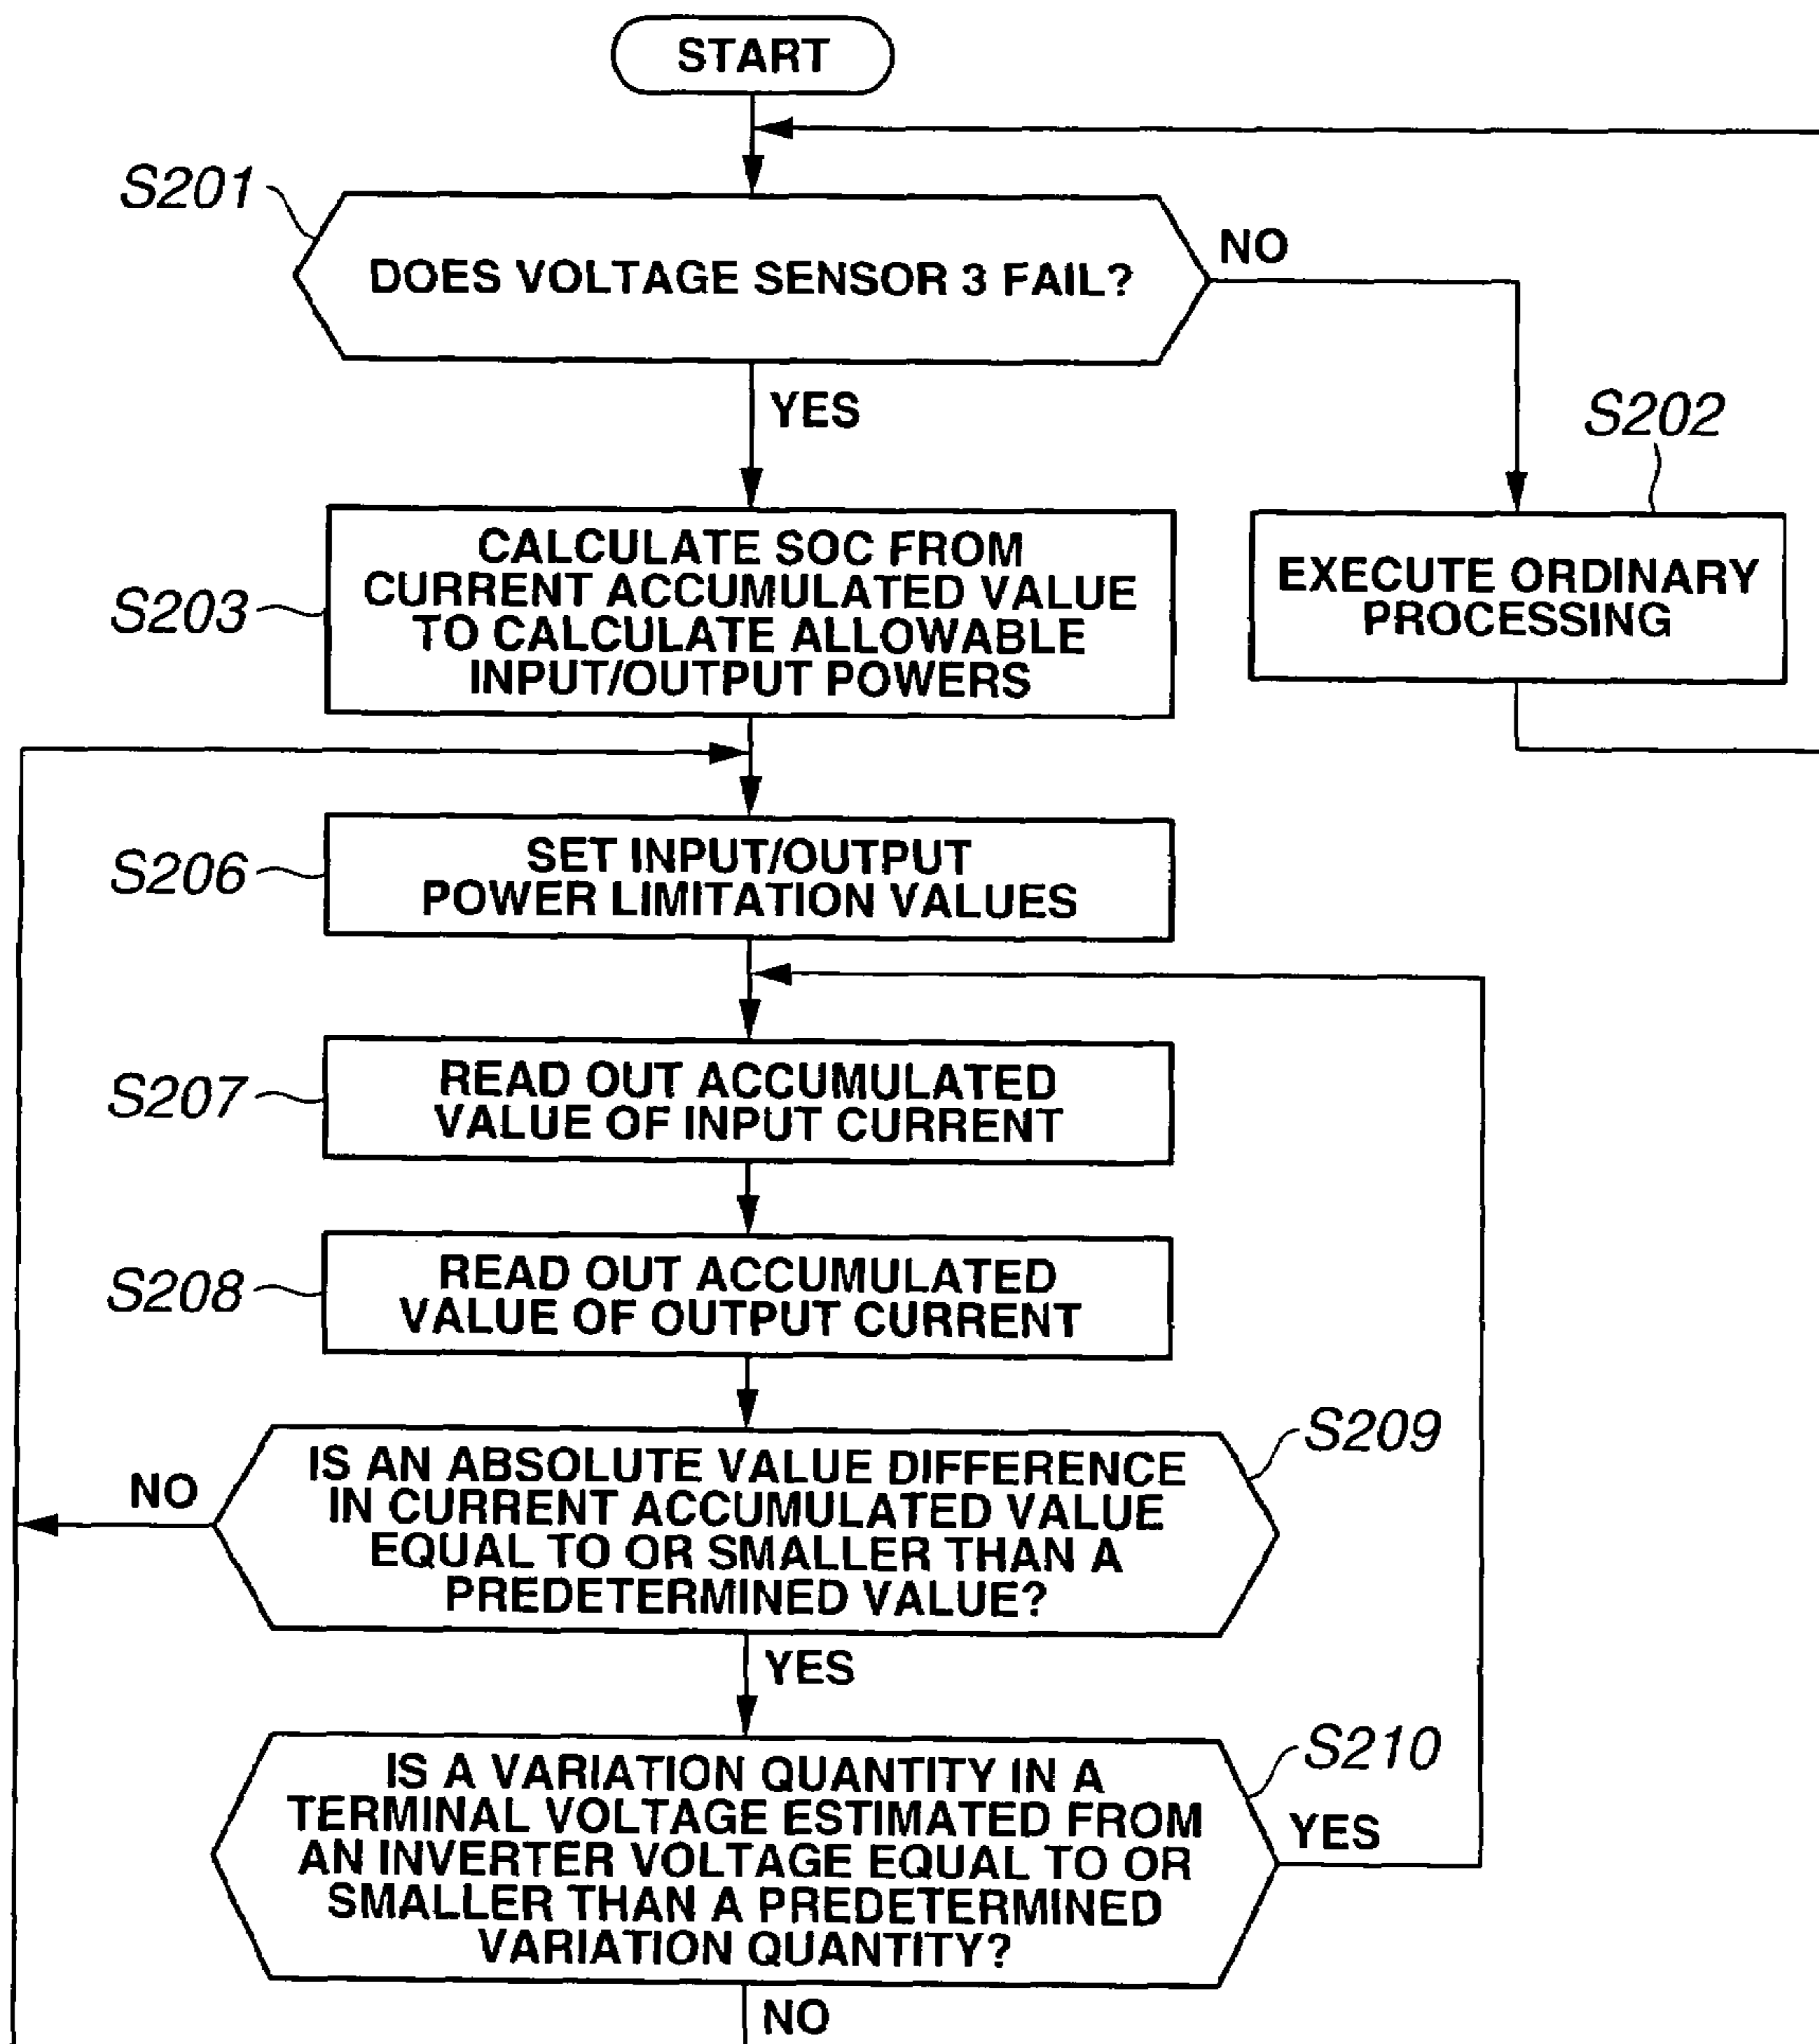 START
S201
DOES VOLTAGE SENSOR 3 FAIL?
NO
YES
S202
EXECUTE ORDINARY
PROCESSING
S203
CALCULATE SOC FROM
CURRENT ACCUMULATED VALUE
TO CALCULATE ALLOWABLE
INPUT/OUTPUT POWERS
S206
SET INPUT/OUTPUT
POWER LIMITATION VALUES
S207
READ OUT ACCUMULATED
VALUE OF INPUT CURRENT
S208
READ OUT ACCUMULATED
VALUE OF OUTPUT CURRENT
S209
IS AN ABSOLUTE VALUE DIFFERENCE
IN CURRENT ACCUMULATED VALUE
EQUAL TO OR SMALLER THAN A
PREDETERMINED VALUE?
NO
YES
S210
IS A VARIATION QUANTITY IN A
TERMINAL VOLTAGE ESTIMATED FROM
AN INVERTER VOLTAGE EQUAL TO OR
SMALLER THAN A PREDETERMINED
VARIATION QUANTITY?
YES
NO